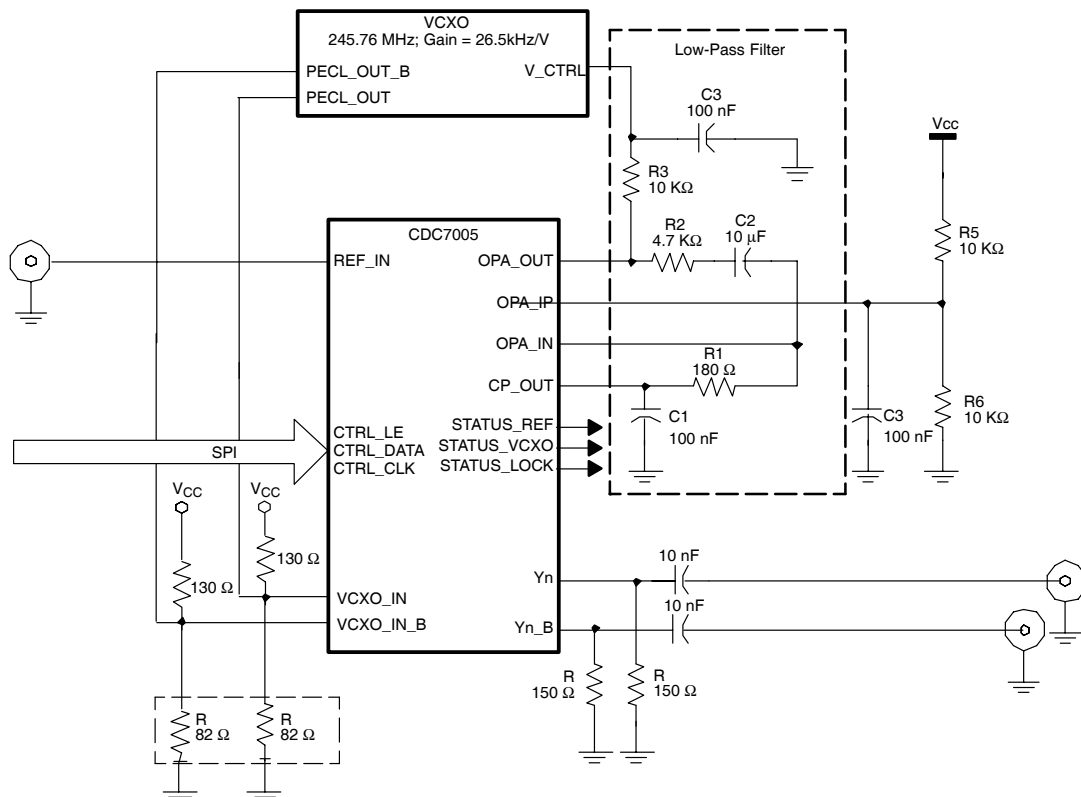 VCXO
245.76 MHz; Gain = 26.5kHz/V
PECL_OUT_B
V_CTRL
PECL_OUT
Low-Pass Filter
C3
100 nF
Vcc
R3
10 KΩ
CDC7005
REF_IN
OPA_OUT
R2
4.7 KΩ
C2
10 µF
R5
10 KΩ
OPA_IP
OPA_IN
R1
180 Ω
CP_OUT
C1
100 nF
C3
100 nF
R6
10 KΩ
STATUS_REF
STATUS_VCXO
STATUS_LOCK
SPI
CTRL_LE
CTRL_DATA
CTRL_CLK
VCC
VCC
130 Ω
130 Ω
VCXO_IN
VCXO_IN_B
Yn
10 nF
Yn_B
10 nF
R
150 Ω
R
150 Ω
R
82 Ω
R
82 Ω